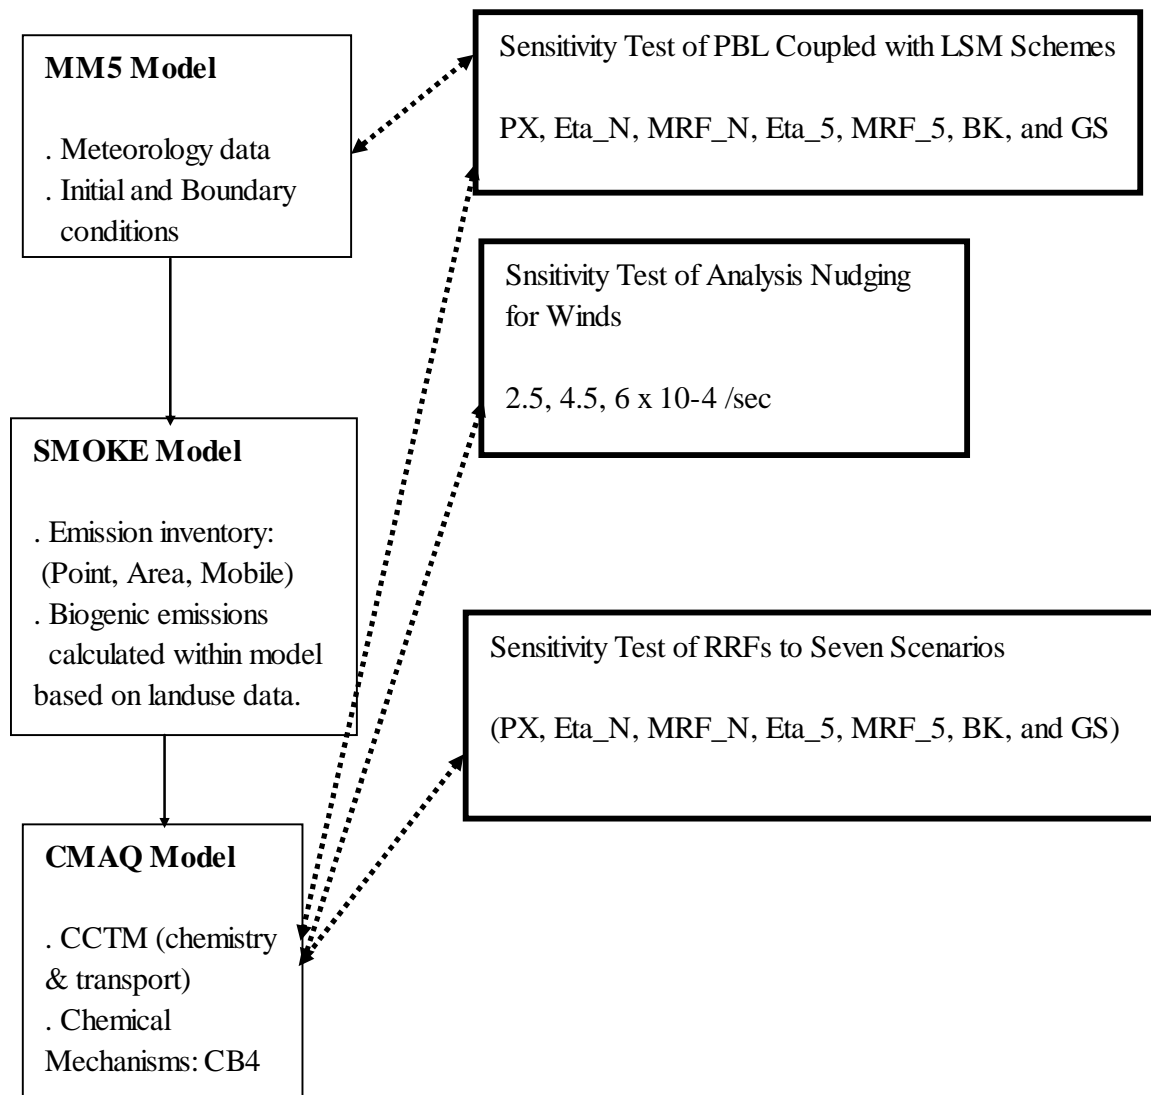 MM5 Model
. Meteorology data
. Initial and Boundary
conditions
SMOKE Model
. Emission inventory:
(Point, Area, Mobile)
. Biogenic emissions
calculated within model
based on landuse data.
CMAQ Model
. CCTM (chemistry
& transport)
. Chemical
Mechanisms: CB4
Sensitivity Test of PBL Coupled with LSM Schemes
PX, Eta_N, MRF_N, Eta_5, MRF_5, BK, and GS
Snsitivity Test of Analysis Nudging
for Winds
2.5, 4.5, 6 x 10-4 /sec
Sensitivity Test of RRFs to Seven Scenarios
(PX, Eta_N, MRF_N, Eta_5, MRF_5, BK, and GS)